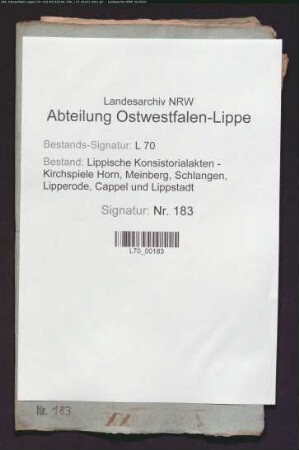 Landesarchiv NRW
Abteilung Ostwestfalen-Lippe
Bestands-Signatur: L 70
Bestand: Lippische Konsistorialakten -
Kirchspiele Horn, Meinberg, Schlangen,
Lipperode, Cappel und Lippstadt
Signatur: Nr. 183
L70_00183
Nr. 183